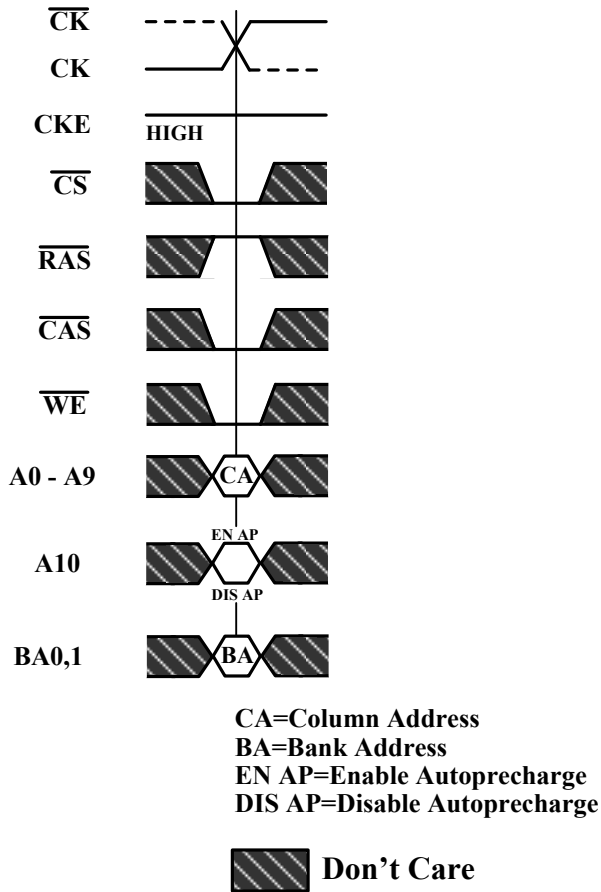 CK
CK
CKE
HIGH
CS
RAS
CAS
WE
A0 - A9
CA
EN AP
A10
DIS AP
BA0,1
BA
CA=Column Address
BA=Bank Address
EN AP=Enable Autoprecharge
DIS AP=Disable Autoprecharge
Don't Care